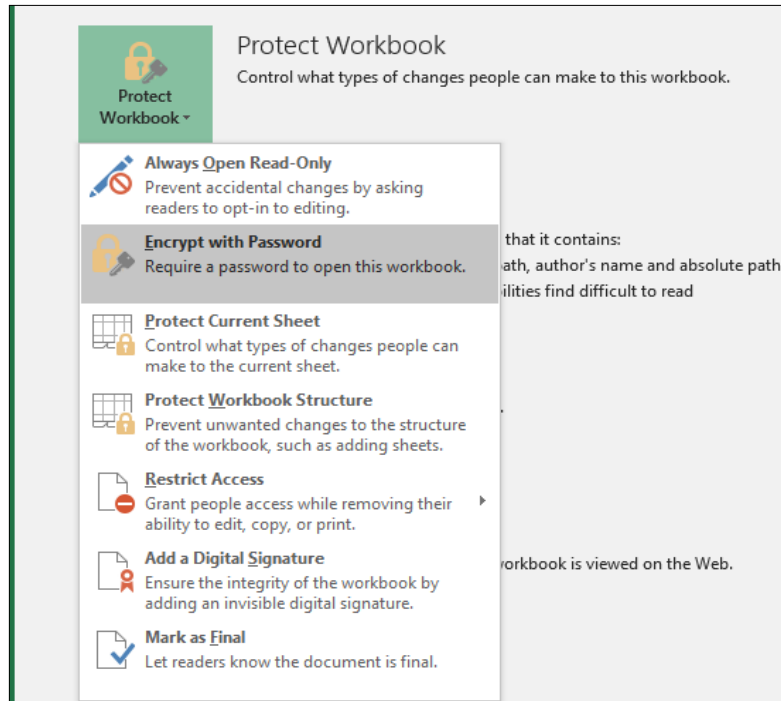 Protect Workbook
Control what types of changes people can make to this workbook.
Protect
Workbook
Always Open Read-Only
Prevent accidental changes by asking
readers to opt-in to editing.
Encrypt with Password
Require a password to open this workbook.
that it contains:
ath, author's name and absolute path
ilities find difficult to read
Protect Current Sheet
Control what types of changes people can
make to the current sheet.
Protect Workbook Structure
Prevent unwanted changes to the structure
of the workbook, such as adding sheets.
Restrict Access
Grant people access while removing their
ability to edit, copy, or print.
Add a Digital Signature
Ensure the integrity of the workbook by
adding an invisible digital signature.
orkbook is viewed on the Web.
Mark as Final
Let readers know the document is final.